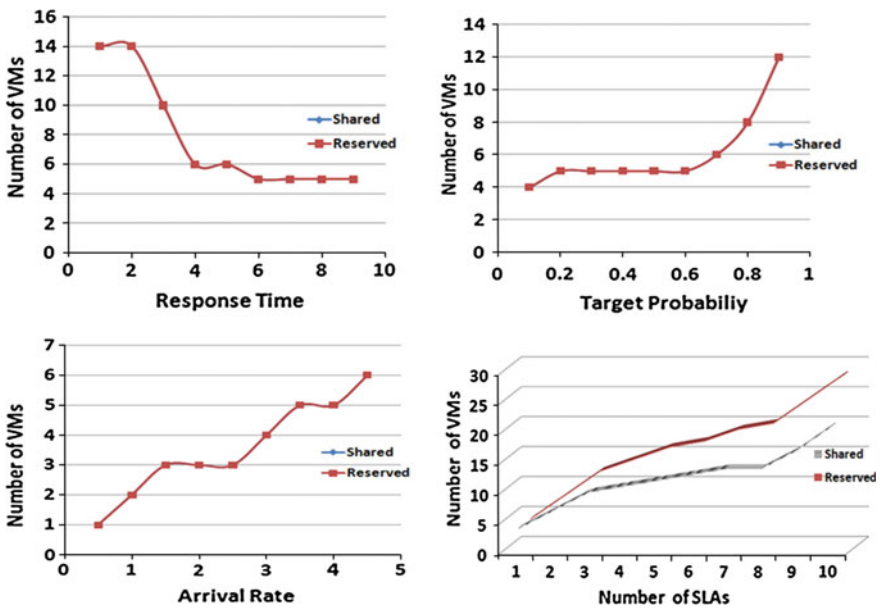 16
14
12
10
8
6
4
2
0
Number of VMs
0 2 4 6 8 10
Response Time
Shared
Reserved
14
12
10
8
6
4
2
0
Number of VMs
0 0.2 0.4 0.6 0.8 1
Target Probabiliy
Shared
Reserved
7
6
5
4
3
2
1
0
Number of VMs
0 1 2 3 4 5
Arrival Rate
Shared
Reserved
30
25
20
15
10
5
0
Number of VMs
1 2 3 4 5 6 7 8 9 10
Number of SLAs
Shared
Reserved